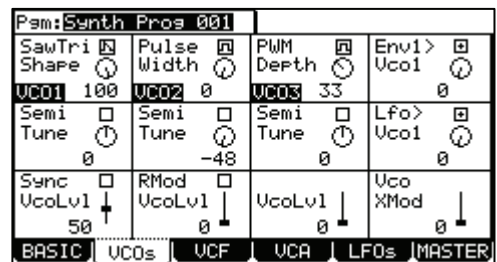 Pgm:Synth Prog 001
SawTri Pulse PWM Env1>
Shape Width Depth Vco1
VCO1 100 VCO2 0 VCO3 33 0
Semi Semi Semi Lfo>
Tune Tune Tune Vco1
0 -48 0 0
Sync RMod Vco
VcoLvl VcoLvl VcoLvl XMod
50 0 0 0
BASIC VCOs VCF VCA LFOs MASTER